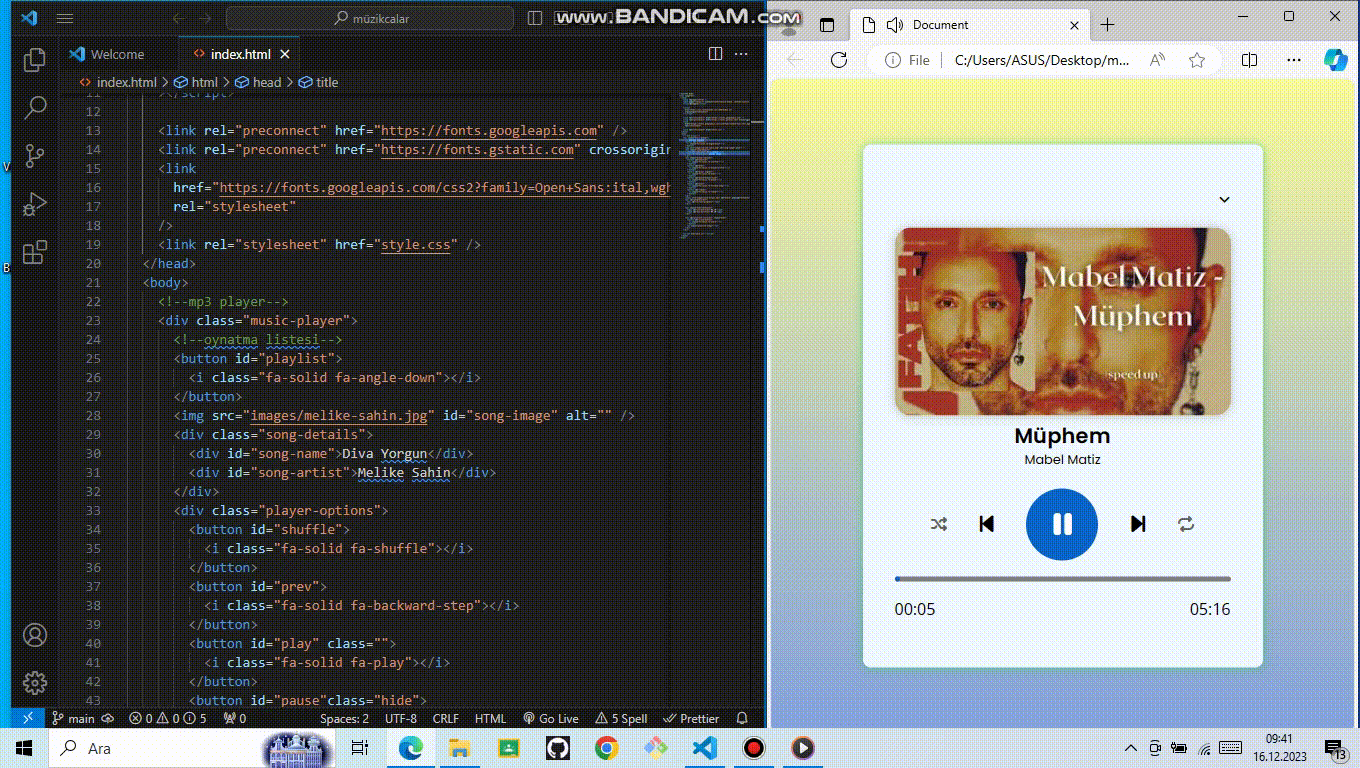 müzikcalar
www.BANDICAM.com
Welcome
index.html
index.html > html > head > title
11 ></script>
12
13 <link rel="preconnect" href="https://fonts.googleapis.com" />
14 <link rel="preconnect" href="https://fonts.gstatic.com" crossorigin
15 <link
16 href="https://fonts.googleapis.com/css2?family=Open+Sans:ital,wgh
17 rel="stylesheet"
18 />
19 <link rel="stylesheet" href="style.css" />
20 </head>
21 <body>
22 <!--mp3 player-->
23 <div class="music-player">
24 <!--oynatma listesi-->
25 <button id="playlist">
26 <i class="fa-solid fa-angle-down"></i>
27 </button>
28 <img src="images/melike-sahin.jpg" id="song-image" alt="" />
29 <div class="song-details">
30 <div id="song-name">Diva Yorgun</div>
31 <div id="song-artist">Melike Sahin</div>
32 </div>
33 <div class="player-options">
34 <button id="shuffle">
35 <i class="fa-solid fa-shuffle"></i>
36 </button>
37 <button id="prev">
38 <i class="fa-solid fa-backward-step"></i>
39 </button>
40 <button id="play" class="">
41 <i class="fa-solid fa-play"></i>
42 </button>
43 <button id="pause"class="hide">
main 0 0 5 0 Spaces: 2 UTF-8 CRLF HTML Go Live 5 Spell Prettier
Document
File C:/Users/ASUS/Desktop/m...
FATİH
Mabel Matiz -
Müphem
speed up
Müphem
Mabel Matiz
00:05 05:16
V
B
Ara
09:41
16.12.2023
13